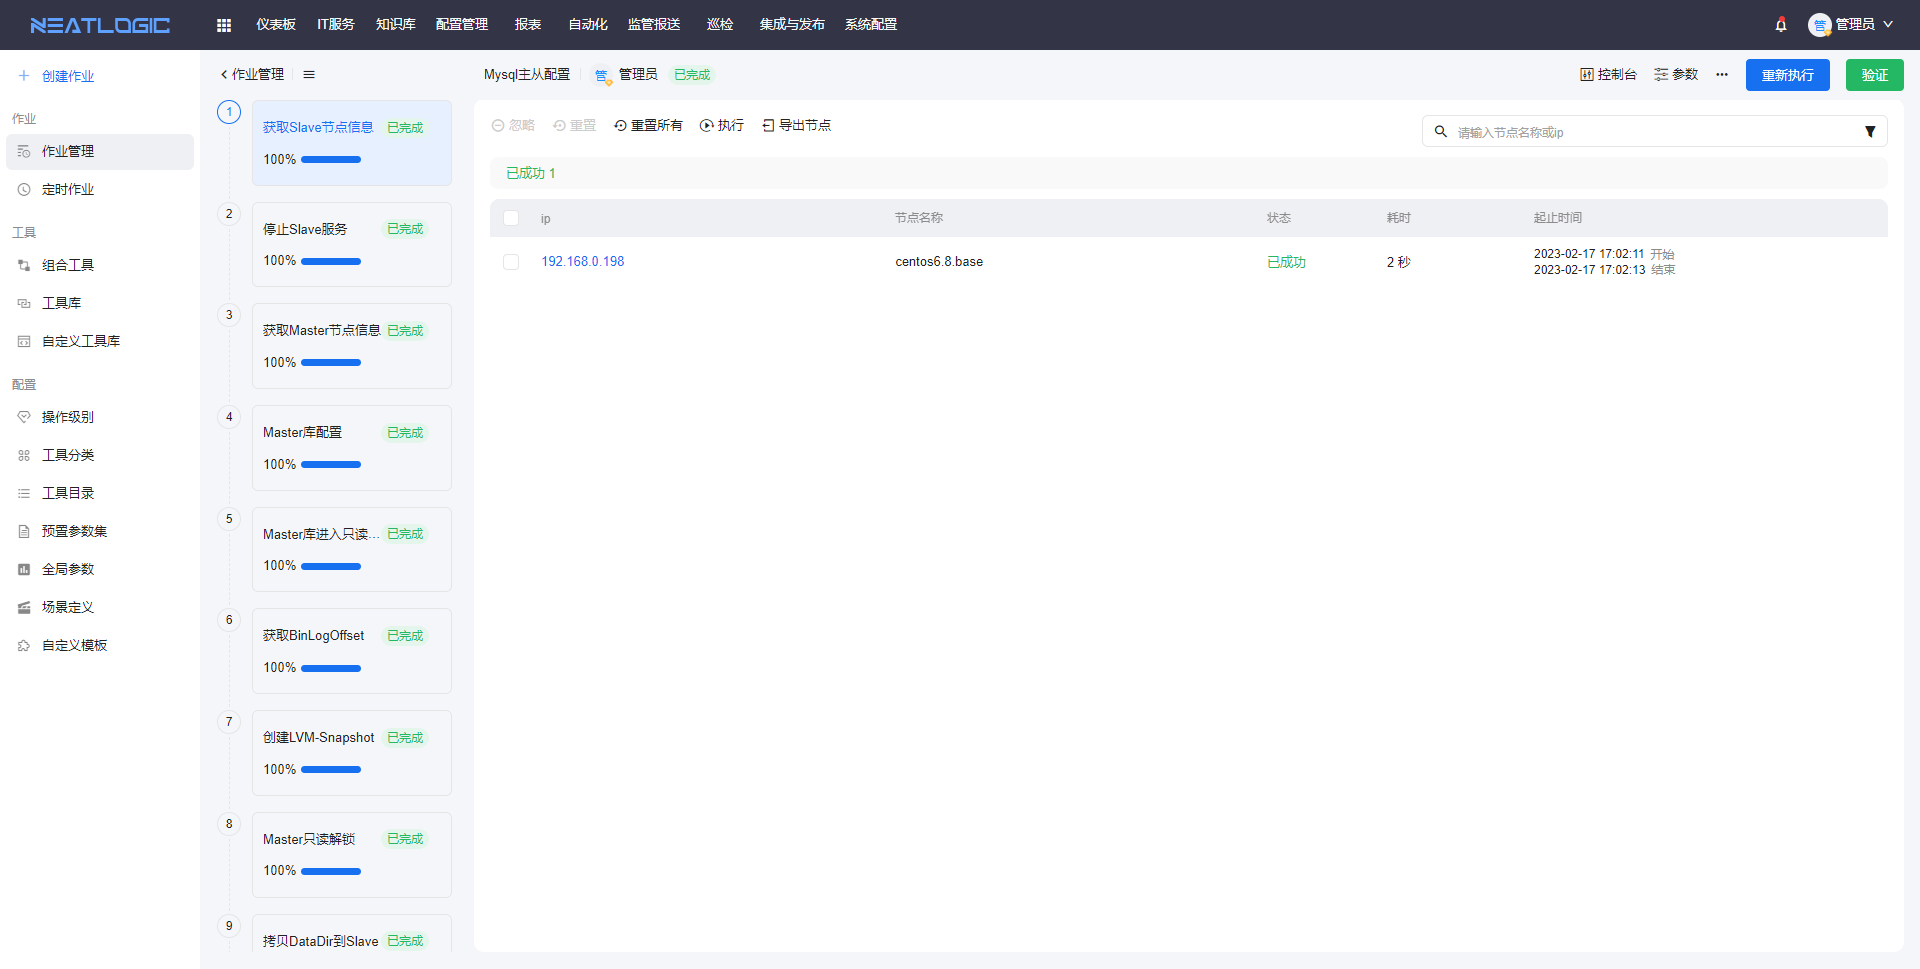 NEATLOGIC 仪表板 IT服务 知识库 配置管理 报表 自动化 监管报送 巡检 集成与发布 系统配置 管 管理员
创建作业
作业
作业管理
定时作业
工具
组合工具
工具库
自定义工具库
配置
操作级别
工具分类
工具目录
预置参数集
全局参数
场景定义
自定义模板
作业管理
1
获取Slave节点信息 已完成
100%
2
停止Slave服务 已完成
100%
3
获取Master节点信息 已完成
100%
4
Master库配置 已完成
100%
5
Master库进入只读... 已完成
100%
6
获取BinLogOffset 已完成
100%
7
创建LVM-Snapshot 已完成
100%
8
Master只读解锁 已完成
100%
9
拷贝DataDir到Slave 已完成
Mysql主从配置 管 管理员 已完成 控制台 参数 ··· 重新执行 验证
忽略 重置 重置所有 执行 导出节点 请输入节点名称或ip
已成功 1
ip 节点名称 状态 耗时 起止时间
192.168.0.198 centos6.8.base 已成功 2 秒 2023-02-17 17:02:11 开始
2023-02-17 17:02:13 结束